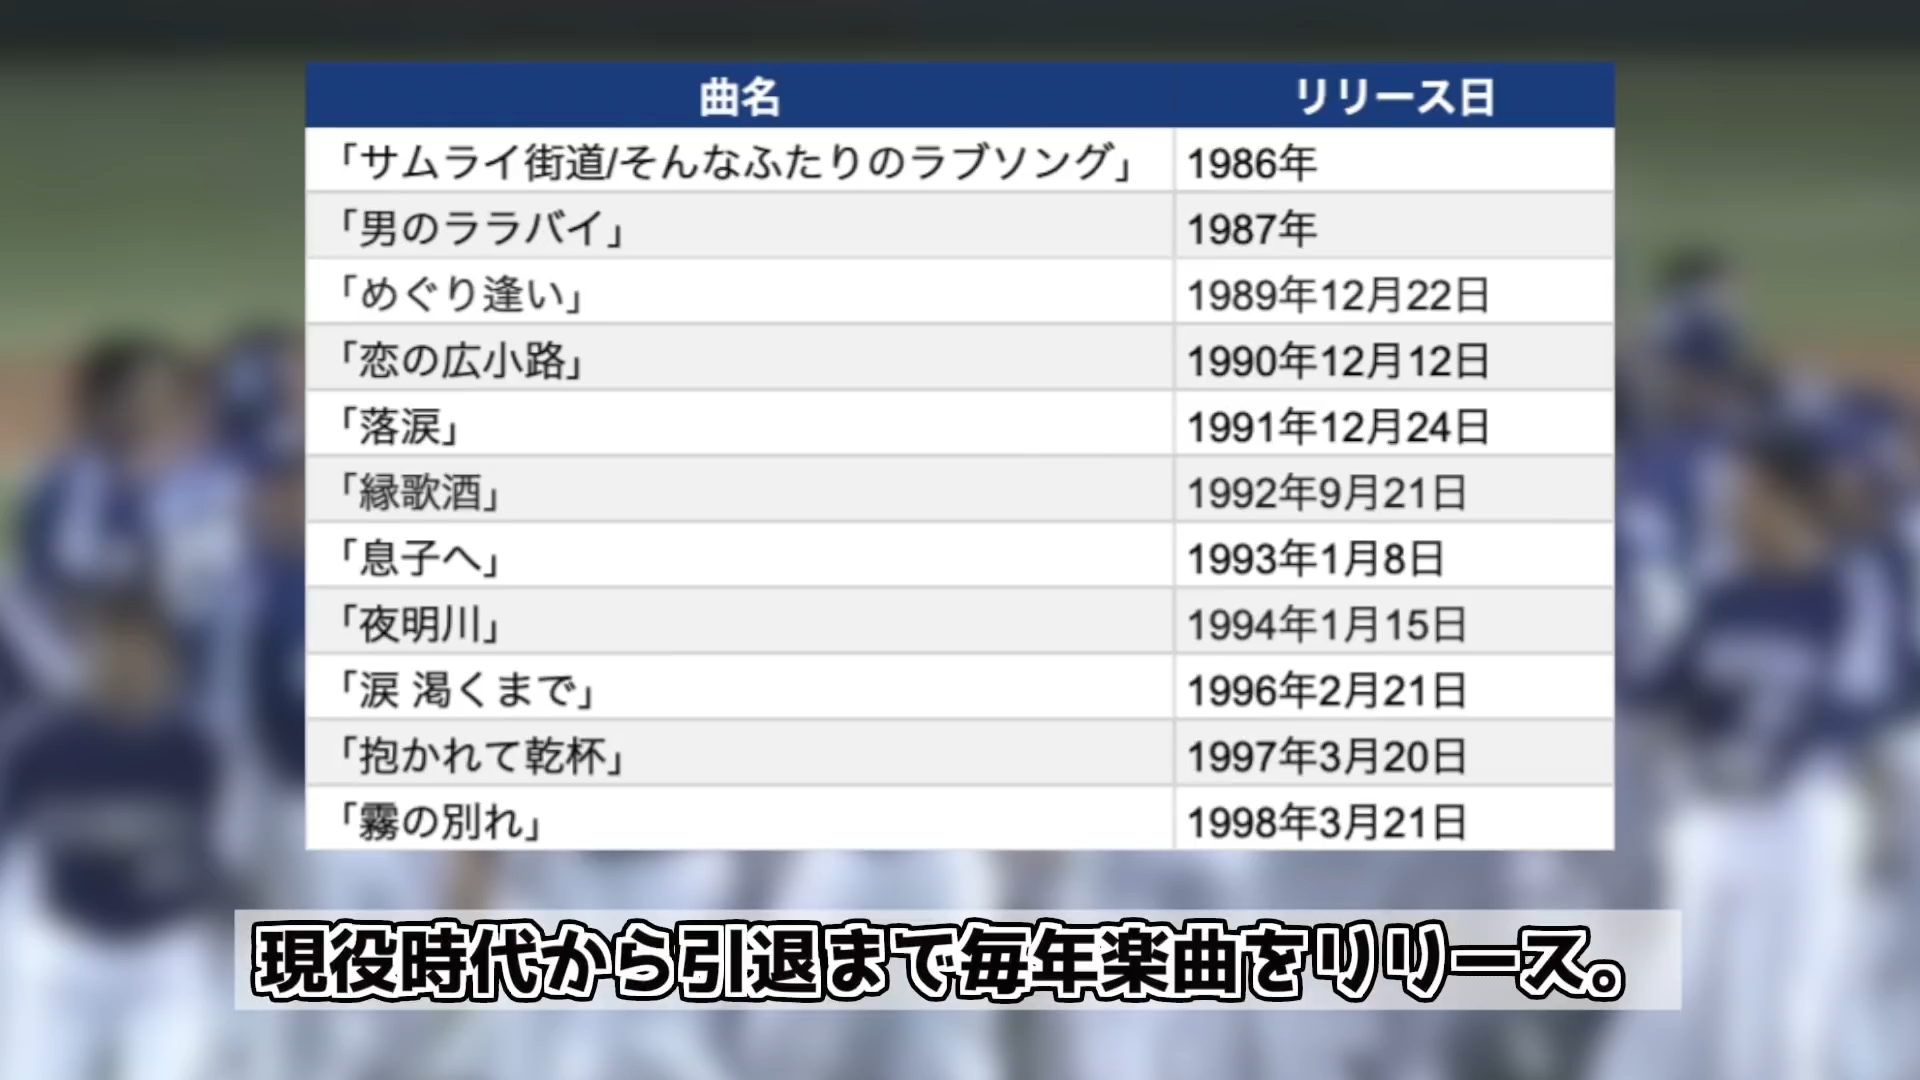 曲名 リリース日
「サムライ街道/そんなふたりのラブソング」 1986年
「男のララバイ」 1987年
「めぐり逢い」 1989年12月22日
「恋の広小路」 1990年12月12日
「落涙」 1991年12月24日
「縁歌酒」 1992年9月21日
「息子へ」 1993年1月8日
「夜明川」 1994年1月15日
「涙 渇くまで」 1996年2月21日
「抱かれて乾杯」 1997年3月20日
「霧の別れ」 1998年3月21日
現役時代から引退まで毎年楽曲をリリース。